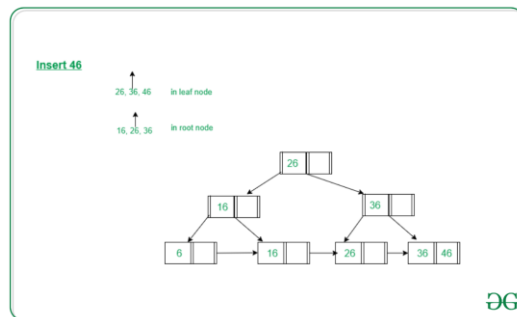 Insert 46
26, 36, 46 in leaf node
16, 26, 36 in root node
26
16 36
6 16 26 36 46